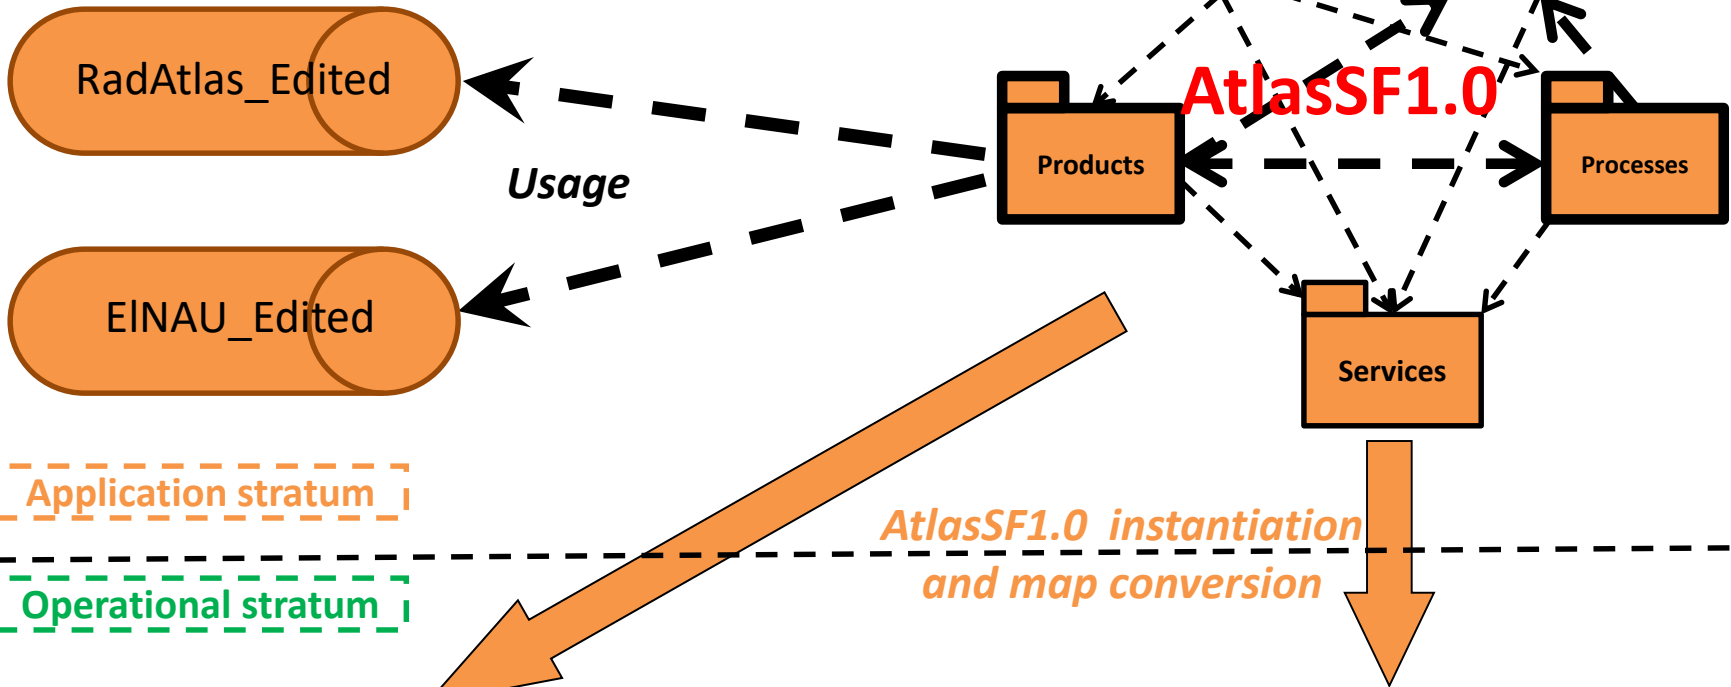 RadAtlas_Edited
AtlasSF1.0
Products
Processes
Usage
ElNAU_Edited
Services
Application stratum
AtlasSF1.0 instantiation
and map conversion
Operational stratum